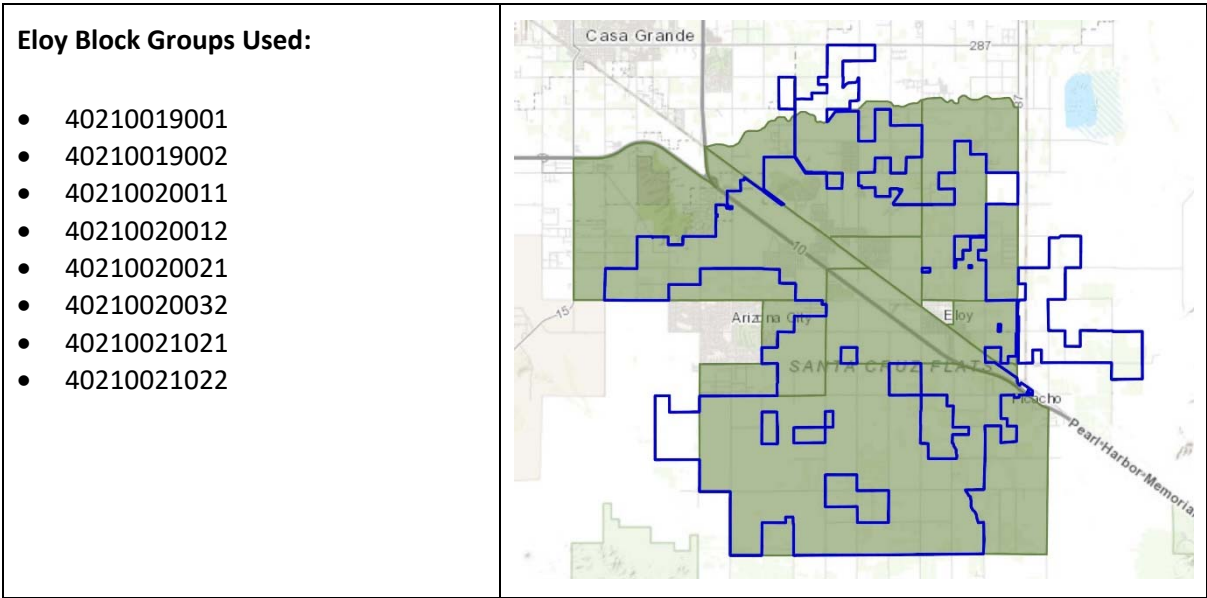 Eloy Block Groups Used:
• 40210019001
• 40210019002
• 40210020011
• 40210020012
• 40210020021
• 40210020032
• 40210021021
• 40210021022
Casa Grande
287
87
10
15
Arizona City
Eloy
SANTA CRUZ FLATS
Picacho
Pearl-Harbor-Memoria